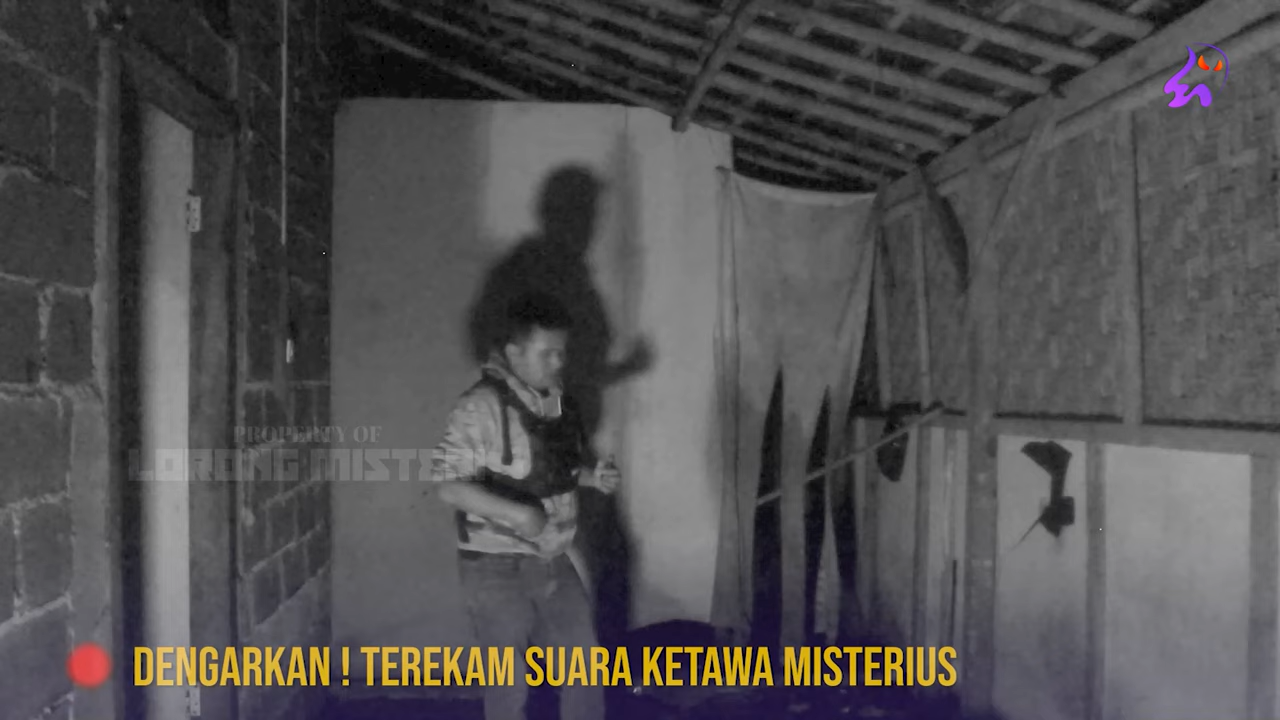 PROPERTY OF
LORONG MISTERI
DENGARKAN ! TEREKAM SUARA KETAWA MISTERIUS